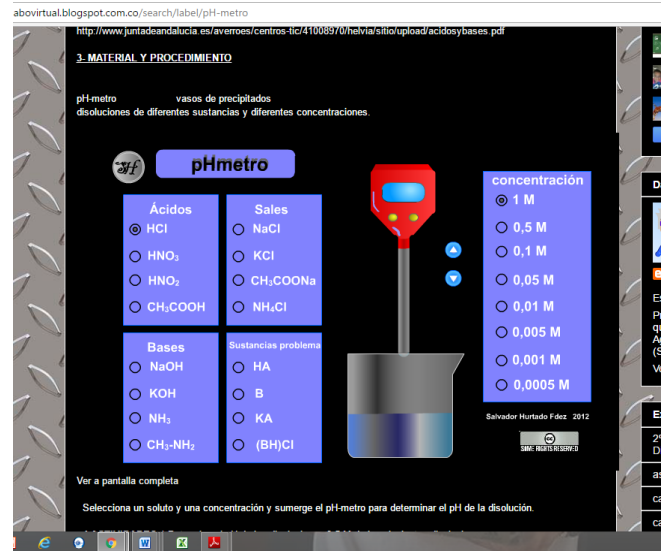 abovirtual.blogspot.com.co/search/label/pH-metro
http://www.juntadeandalucia.es/averroes/centros-tic/41008970/helvia/sitio/upload/acidosybases.pdf
3- MATERIAL Y PROCEDIMIENTO
pH-metro vasos de precipitados
disoluciones de diferentes sustancias y diferentes concentraciones.
pHmetro
Ácidos
HCl
HNO₃
HNO₂
CH₃COOH
Sales
NaCl
KCl
CH₃COONa
NH₄Cl
Bases
NaOH
KOH
NH₃
CH₃-NH₂
Sustancias problema
HA
B
KA
(BH)Cl
concentración
1 M
0,5 M
0,1 M
0,05 M
0,01 M
0,005 M
0,001 M
0,0005 M
Salvador Hurtado Fdez 2012
SOME RIGHTS RESERVED
Ver a pantalla completa
Selecciona un soluto y una concentración y sumerge el pH-metro para determinar el pH de la disolución.